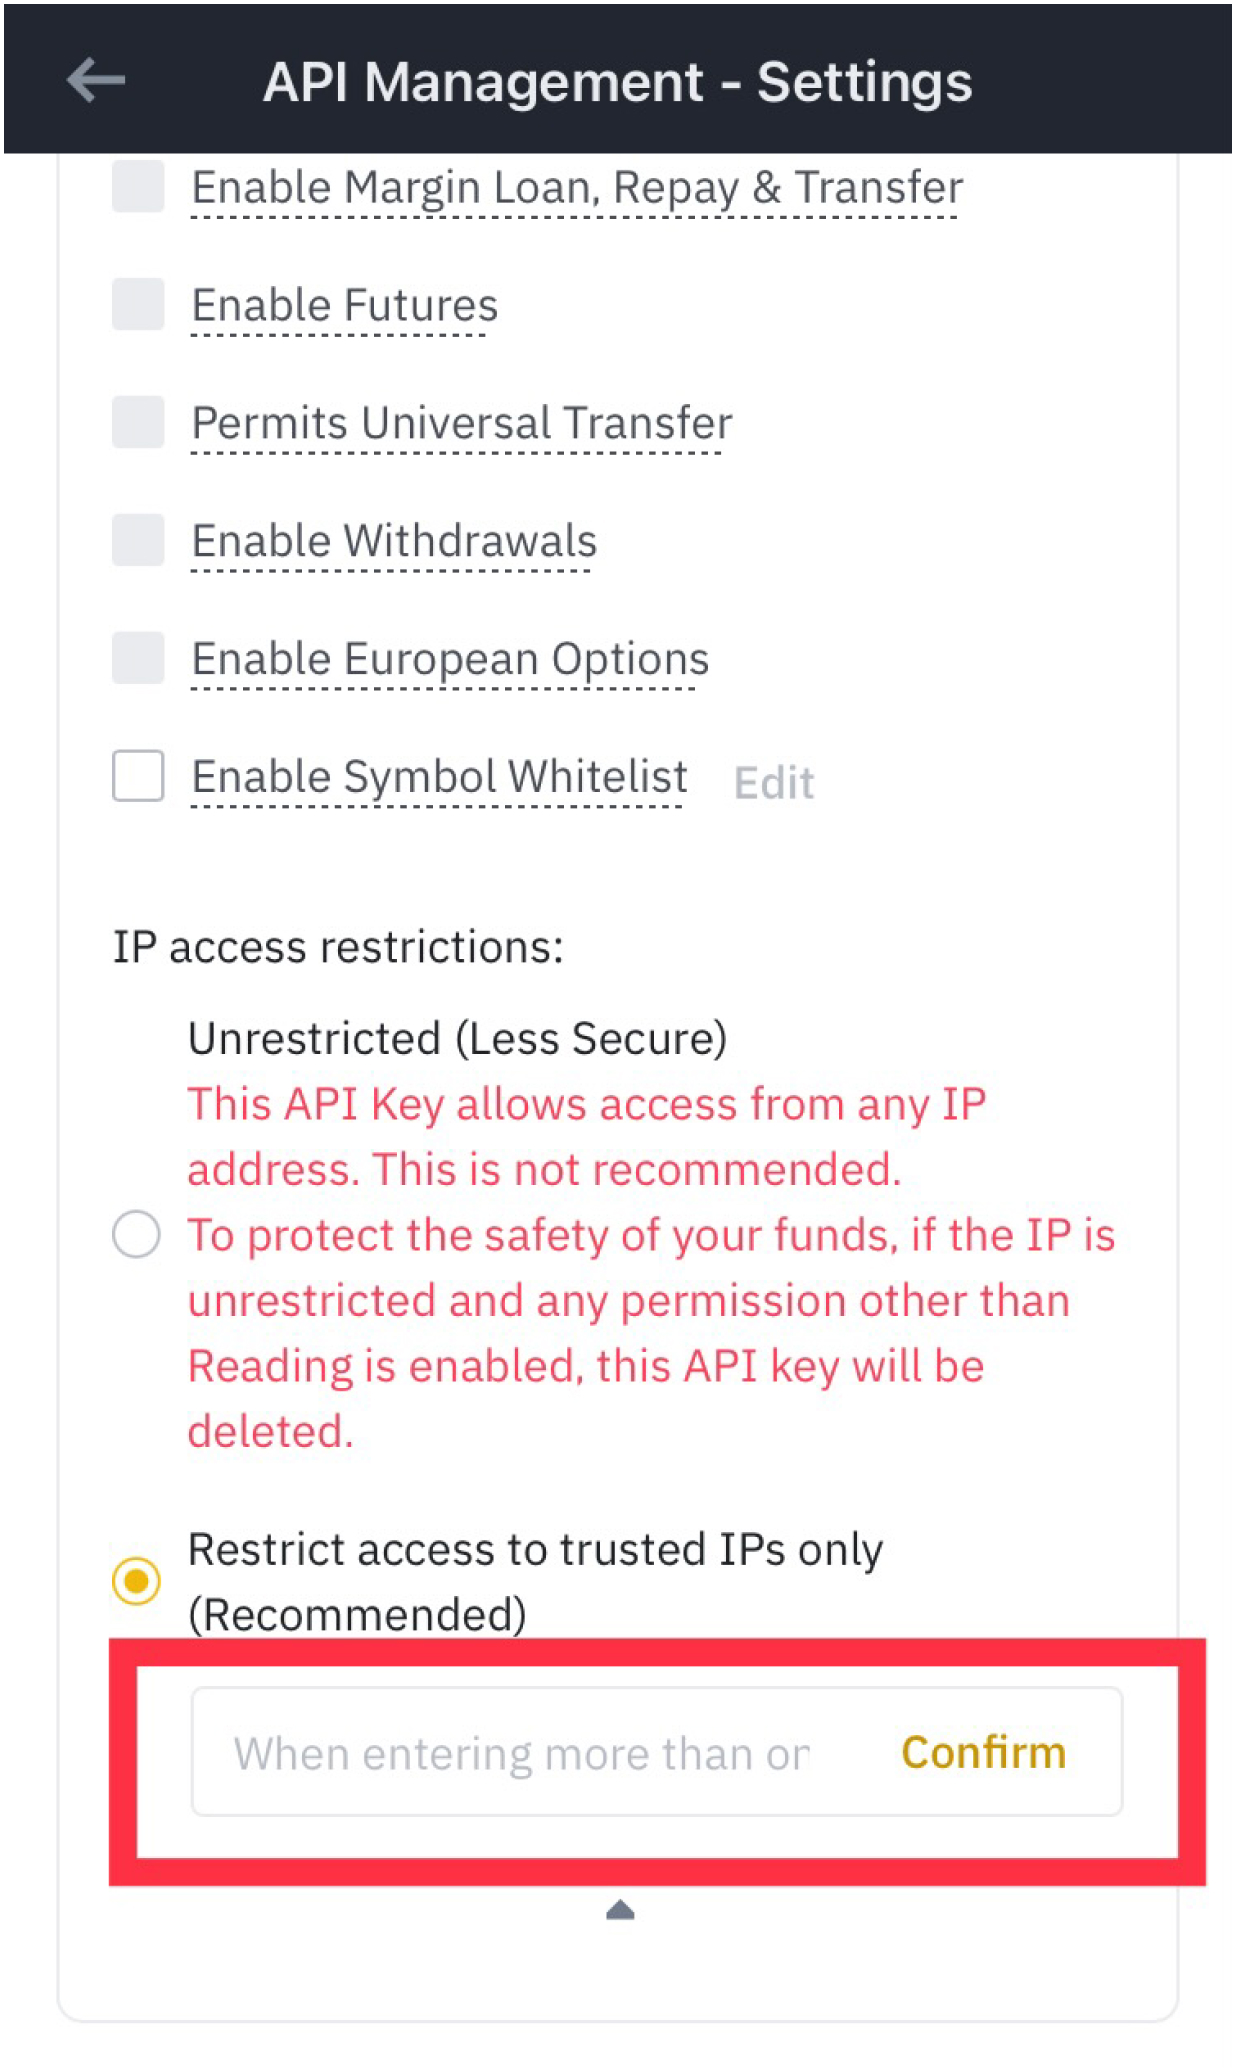 API Management - Settings
Enable Margin Loan, Repay & Transfer
Enable Futures
Permits Universal Transfer
Enable Withdrawals
Enable European Options
Enable Symbol Whitelist Edit
IP access restrictions:
Unrestricted (Less Secure)
This API Key allows access from any IP
address. This is not recommended.
To protect the safety of your funds, if the IP is
unrestricted and any permission other than
Reading is enabled, this API key will be
deleted.
Restrict access to trusted IPs only
(Recommended)
When entering more than Confirm